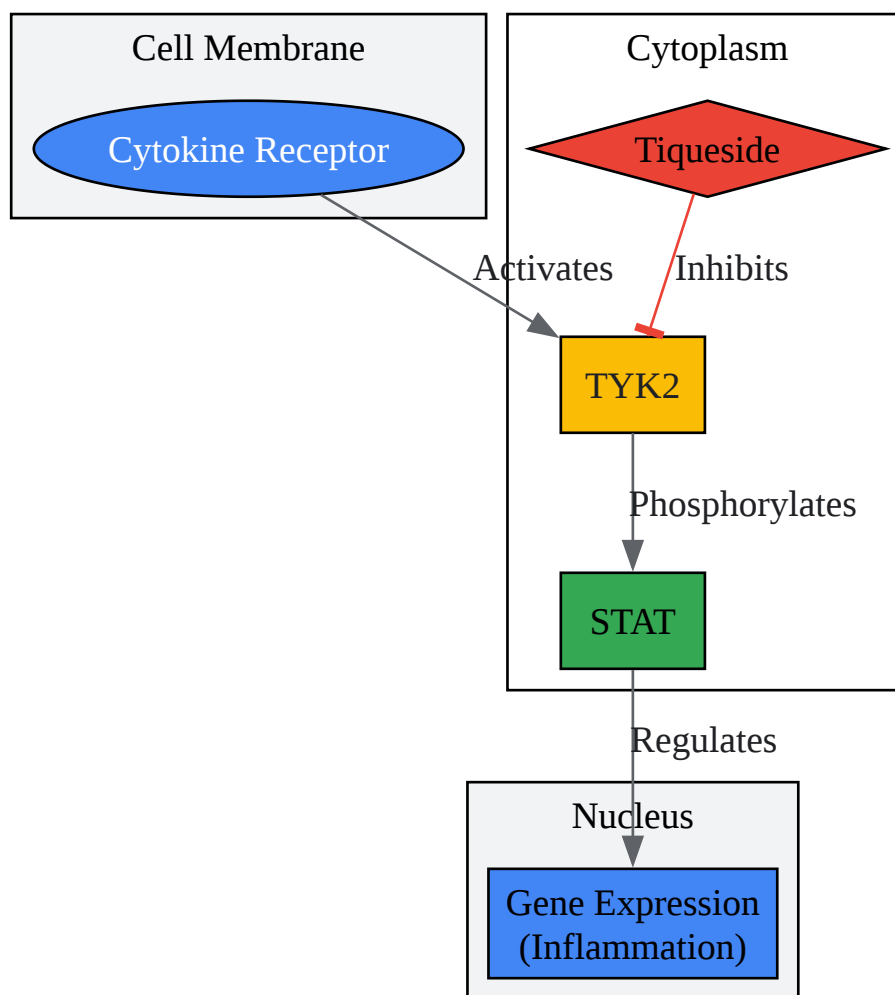 Cell Membrane
Cytoplasm
Cytokine Receptor
Tiqueside
Activates
Inhibits
TYK2
Phosphorylates
STAT
Regulates
Nucleus
Gene Expression
(Inflammation)